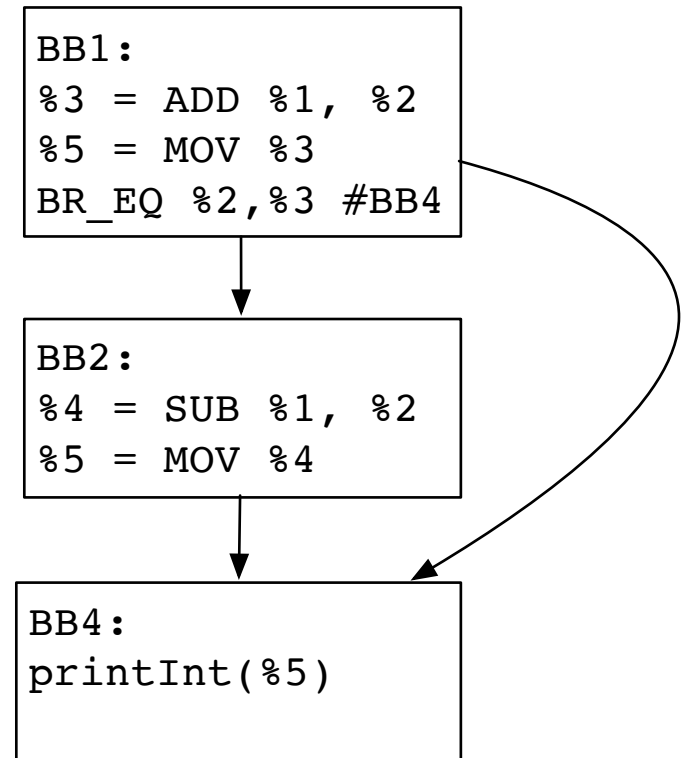 BB1:
%3 = ADD %1, %2
%5 = MOV %3
BR_EQ %2,%3 #BB4
BB2:
%4 = SUB %1, %2
%5 = MOV %4
BB4:
printInt(%5)